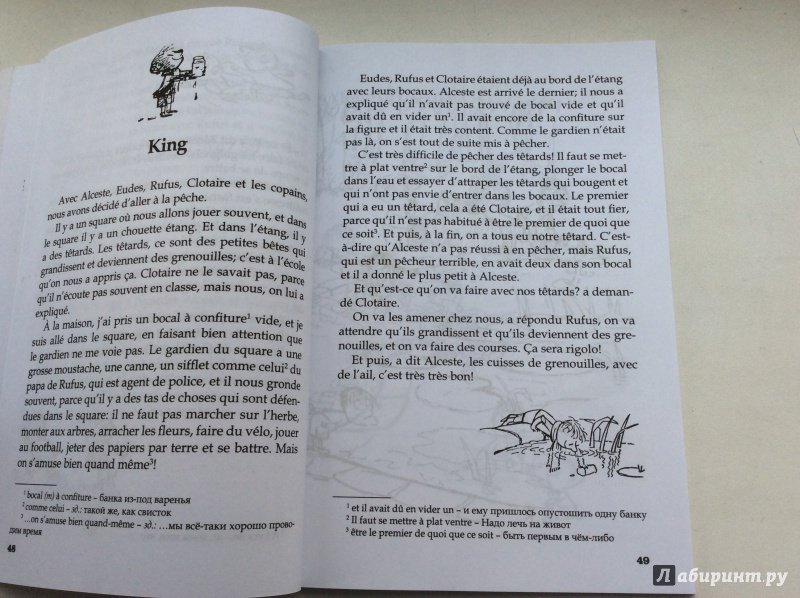 King
Avec Alceste, Eudes, Rufus, Clotaire et les copains,
nous avons décidé d'aller à la pêche.
Il y a un square où nous allons jouer souvent, et dans
le square il y a un chouette étang. Et dans l'étang, il y
a des têtards. Les têtards, ce sont des petites bêtes qui
grandissent et deviennent des grenouilles; c'est à l'école
qu'on nous a appris ça. Clotaire ne le savait pas, parce
qu'il n'écoute pas souvent en classe, mais nous, on lui a
expliqué.
À la maison, j'ai pris un bocal à confiture¹ vide, et je
suis allé dans le square, en faisant bien attention que
le gardien ne me voie pas. Le gardien du square a une
grosse moustache, une canne, un sifflet comme celui² du
papa de Rufus, qui est agent de police, et il nous gronde
souvent, parce qu'il y a des tas de choses qui sont défen-
dues dans le square: il ne faut pas marcher sur l'herbe,
monter aux arbres, arracher les fleurs, faire du vélo, jouer
au football, jeter des papiers par terre et se battre. Mais
on s'amuse bien quand même³!
¹ bocal (m) à confiture – банка из-под варенья
² comme celui – зд.: такой же, как свисток
³ ...on s'amuse bien quand-même – зд.: ...мы всё-таки хорошо прово-
дим время
48
Eudes, Rufus et Clotaire étaient déjà au bord de l'étang
avec leurs bocaux. Alceste est arrivé le dernier; il nous a
expliqué qu'il n'avait pas trouvé de bocal vide et qu'il
avait dû en vider un¹. Il avait encore de la confiture sur
la figure et il était très content. Comme le gardien n'était
pas là, on s'est tout de suite mis à pêcher.
C'est très difficile de pêcher des têtards! Il faut se met-
tre à plat ventre² sur le bord de l'étang, plonger le bocal
dans l'eau et essayer d'attraper les têtards qui bougent et
qui n'ont pas envie d'entrer dans les bocaux. Le premier
qui a eu un têtard, cela a été Clotaire, et il était tout fier,
parce qu'il n'est pas habitué à être le premier de quoi que
ce soit³. Et puis, à la fin, on a tous eu notre têtard. C'est-
à-dire qu'Alceste n'a pas réussi à en pêcher, mais Rufus,
qui est un pêcheur terrible, en avait deux dans son bocal
et il a donné le plus petit à Alceste.
Et qu'est-ce qu'on va faire avec nos têtards? a deman-
dé Clotaire.
On va les amener chez nous, a répondu Rufus, on va
attendre qu'ils grandissent et qu'ils deviennent des gre-
nouilles, et on va faire des courses. Ça sera rigolo!
Et puis, a dit Alceste, les cuisses de grenouilles, avec
de l'ail, c'est très très bon!
¹ et il avait dû en vider un – и ему пришлось опустошить одну банку
² Il faut se mettre à plat ventre – Надо лечь на живот
³ être le premier de quoi que ce soit – быть первым в чём-либо
49
Лабиринт.ру